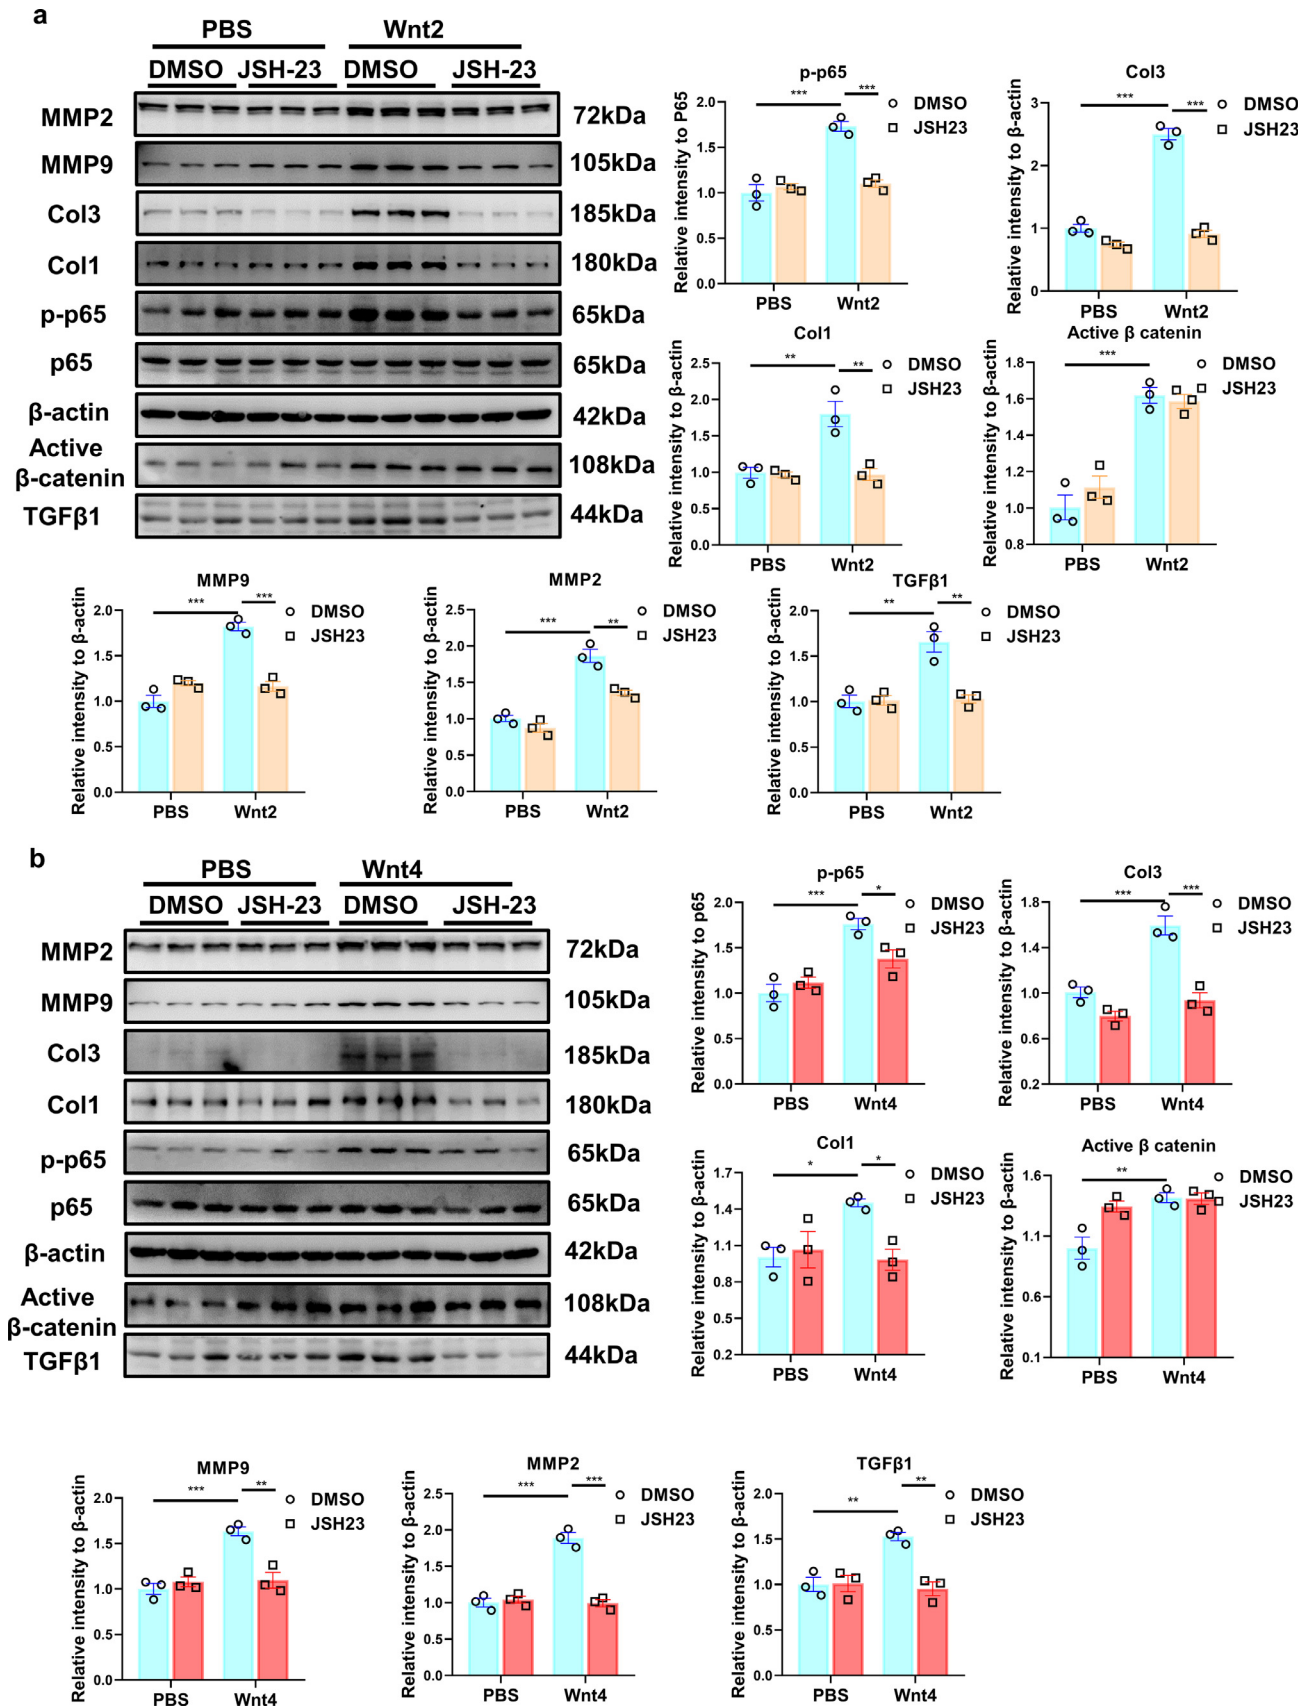 a
PBS Wnt2
DMSO JSH-23 DMSO JSH-23
MMP2 72kDa
MMP9 105kDa
Col3 185kDa
Col1 180kDa
p-p65 65kDa
p65 65kDa
β-actin 42kDa
Active
β-catenin 108kDa
TGFβ1 44kDa
p-p65
Relative intensity to P65
2.0
1.5
1.0
0.5
0.0
*** ***
DMSO
JSH23
PBS Wnt2
Col3
Relative intensity to β-actin
3
2
1
0
*** ***
DMSO
JSH23
PBS Wnt2
Col1
Relative intensity to β-actin
2.5
2.0
1.5
1.0
0.5
0.0
** **
DMSO
JSH23
PBS Wnt2
Active β catenin
Relative intensity to β-actin
1.8
1.6
1.4
1.2
1.0
0.8
***
DMSO
JSH23
PBS Wnt2
MMP9
Relative intensity to β-actin
2.0
1.5
1.0
0.5
0.0
*** ***
DMSO
JSH23
PBS Wnt2
MMP2
Relative intensity to β-actin
2.5
2.0
1.5
1.0
0.5
0.0
*** **
DMSO
JSH23
PBS Wnt2
TGFβ1
Relative intensity to β-actin
2.0
1.5
1.0
0.5
0.0
** **
DMSO
JSH23
PBS Wnt2
b
PBS Wnt4
DMSO JSH-23 DMSO JSH-23
MMP2 72kDa
MMP9 105kDa
Col3 185kDa
Col1 180kDa
p-p65 65kDa
p65 65kDa
β-actin 42kDa
Active
β-catenin 108kDa
TGFβ1 44kDa
p-p65
Relative intensity to p65
2.0
1.5
1.0
0.5
0.0
*** *
DMSO
JSH23
PBS Wnt4
Col3
Relative intensity to β-actin
1.8
1.4
1.0
0.6
0.2
*** ***
DMSO
JSH23
PBS Wnt4
Col1
Relative intensity to β-actin
1.7
1.4
1.1
0.8
0.5
0.2
* *
DMSO
JSH23
PBS Wnt4
Active β catenin
Relative intensity to β-actin
1.6
1.1
0.6
0.1
**
DMSO
JSH23
PBS Wnt4
MMP9
Relative intensity to β-actin
2.0
1.5
1.0
0.5
0.0
*** **
DMSO
JSH23
PBS Wnt4
MMP2
Relative intensity to β-actin
2.5
2.0
1.5
1.0
0.5
0.0
*** ***
DMSO
JSH23
PBS Wnt4
TGFβ1
Relative intensity to β-actin
2.0
1.5
1.0
0.5
0.0
** **
DMSO
JSH23
PBS Wnt4